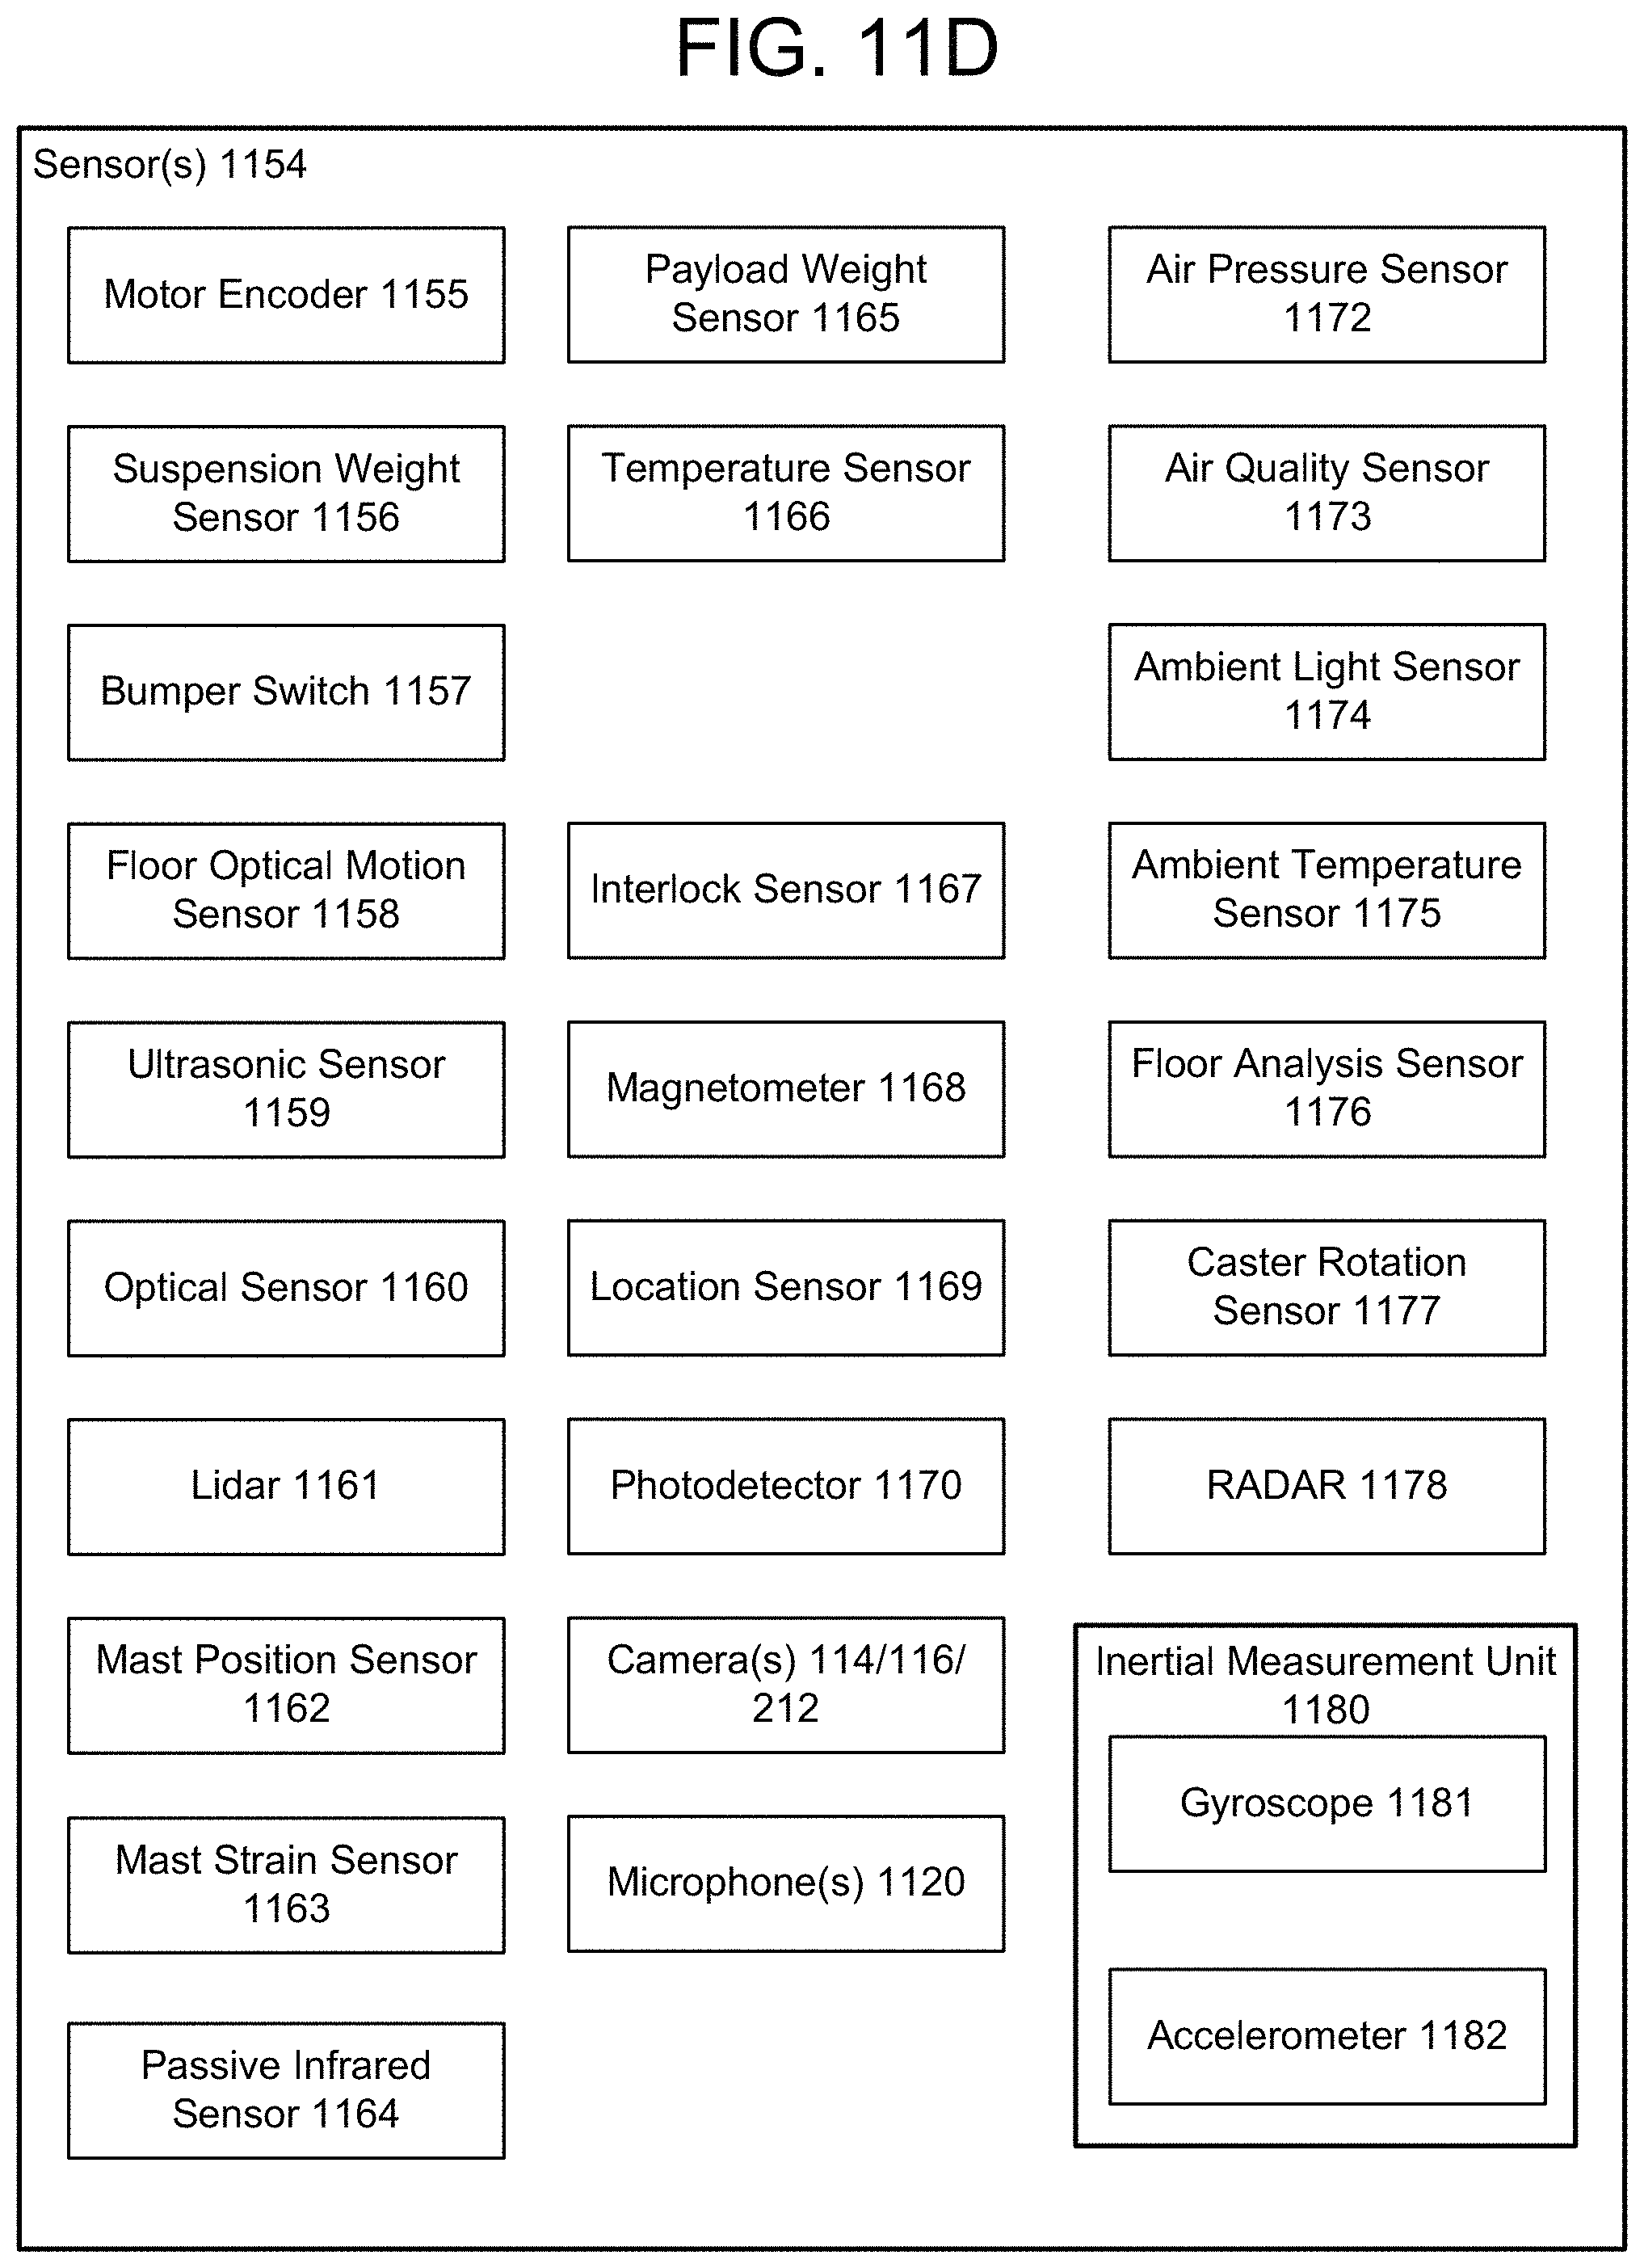 FIG. 11D
Sensor(s) 1154
Motor Encoder 1155
Suspension Weight
Sensor 1156
Bumper Switch 1157
Floor Optical Motion
Sensor 1158
Ultrasonic Sensor
1159
Optical Sensor 1160
Lidar 1161
Mast Position Sensor
1162
Mast Strain Sensor
1163
Passive Infrared
Sensor 1164
Payload Weight
Sensor 1165
Temperature Sensor
1166
Interlock Sensor 1167
Magnetometer 1168
Location Sensor 1169
Photodetector 1170
Camera(s) 114/116/
212
Microphone(s) 1120
Air Pressure Sensor
1172
Air Quality Sensor
1173
Ambient Light Sensor
1174
Ambient Temperature
Sensor 1175
Floor Analysis Sensor
1176
Caster Rotation
Sensor 1177
RADAR 1178
Inertial Measurement Unit
1180
Gyroscope 1181
Accelerometer 1182